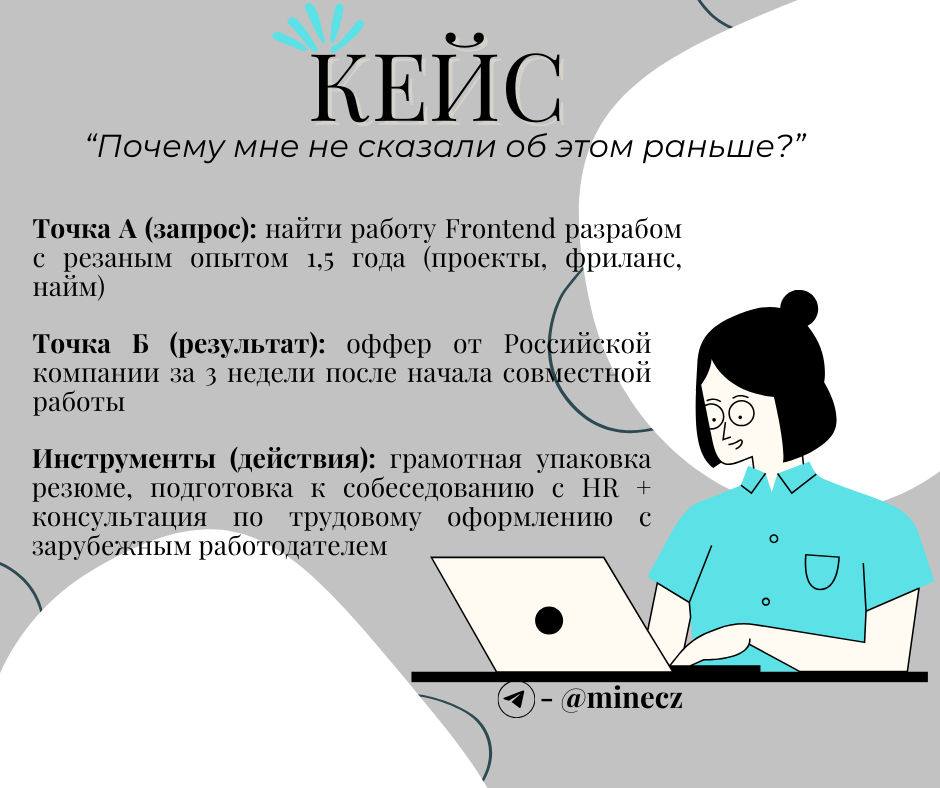 КЕЙС
“Почему мне не сказали об этом раньше?”
Точка А (запрос): найти работу Frontend разрабом
с резаным опытом 1,5 года (проекты, фриланс,
найм)
Точка Б (результат): оффер от Российской
компании за 3 недели после начала совместной
работы
Инструменты (действия): грамотная упаковка
резюме, подготовка к собеседованию с HR +
консультация по трудовому оформлению с
зарубежным работодателем
- @minecz